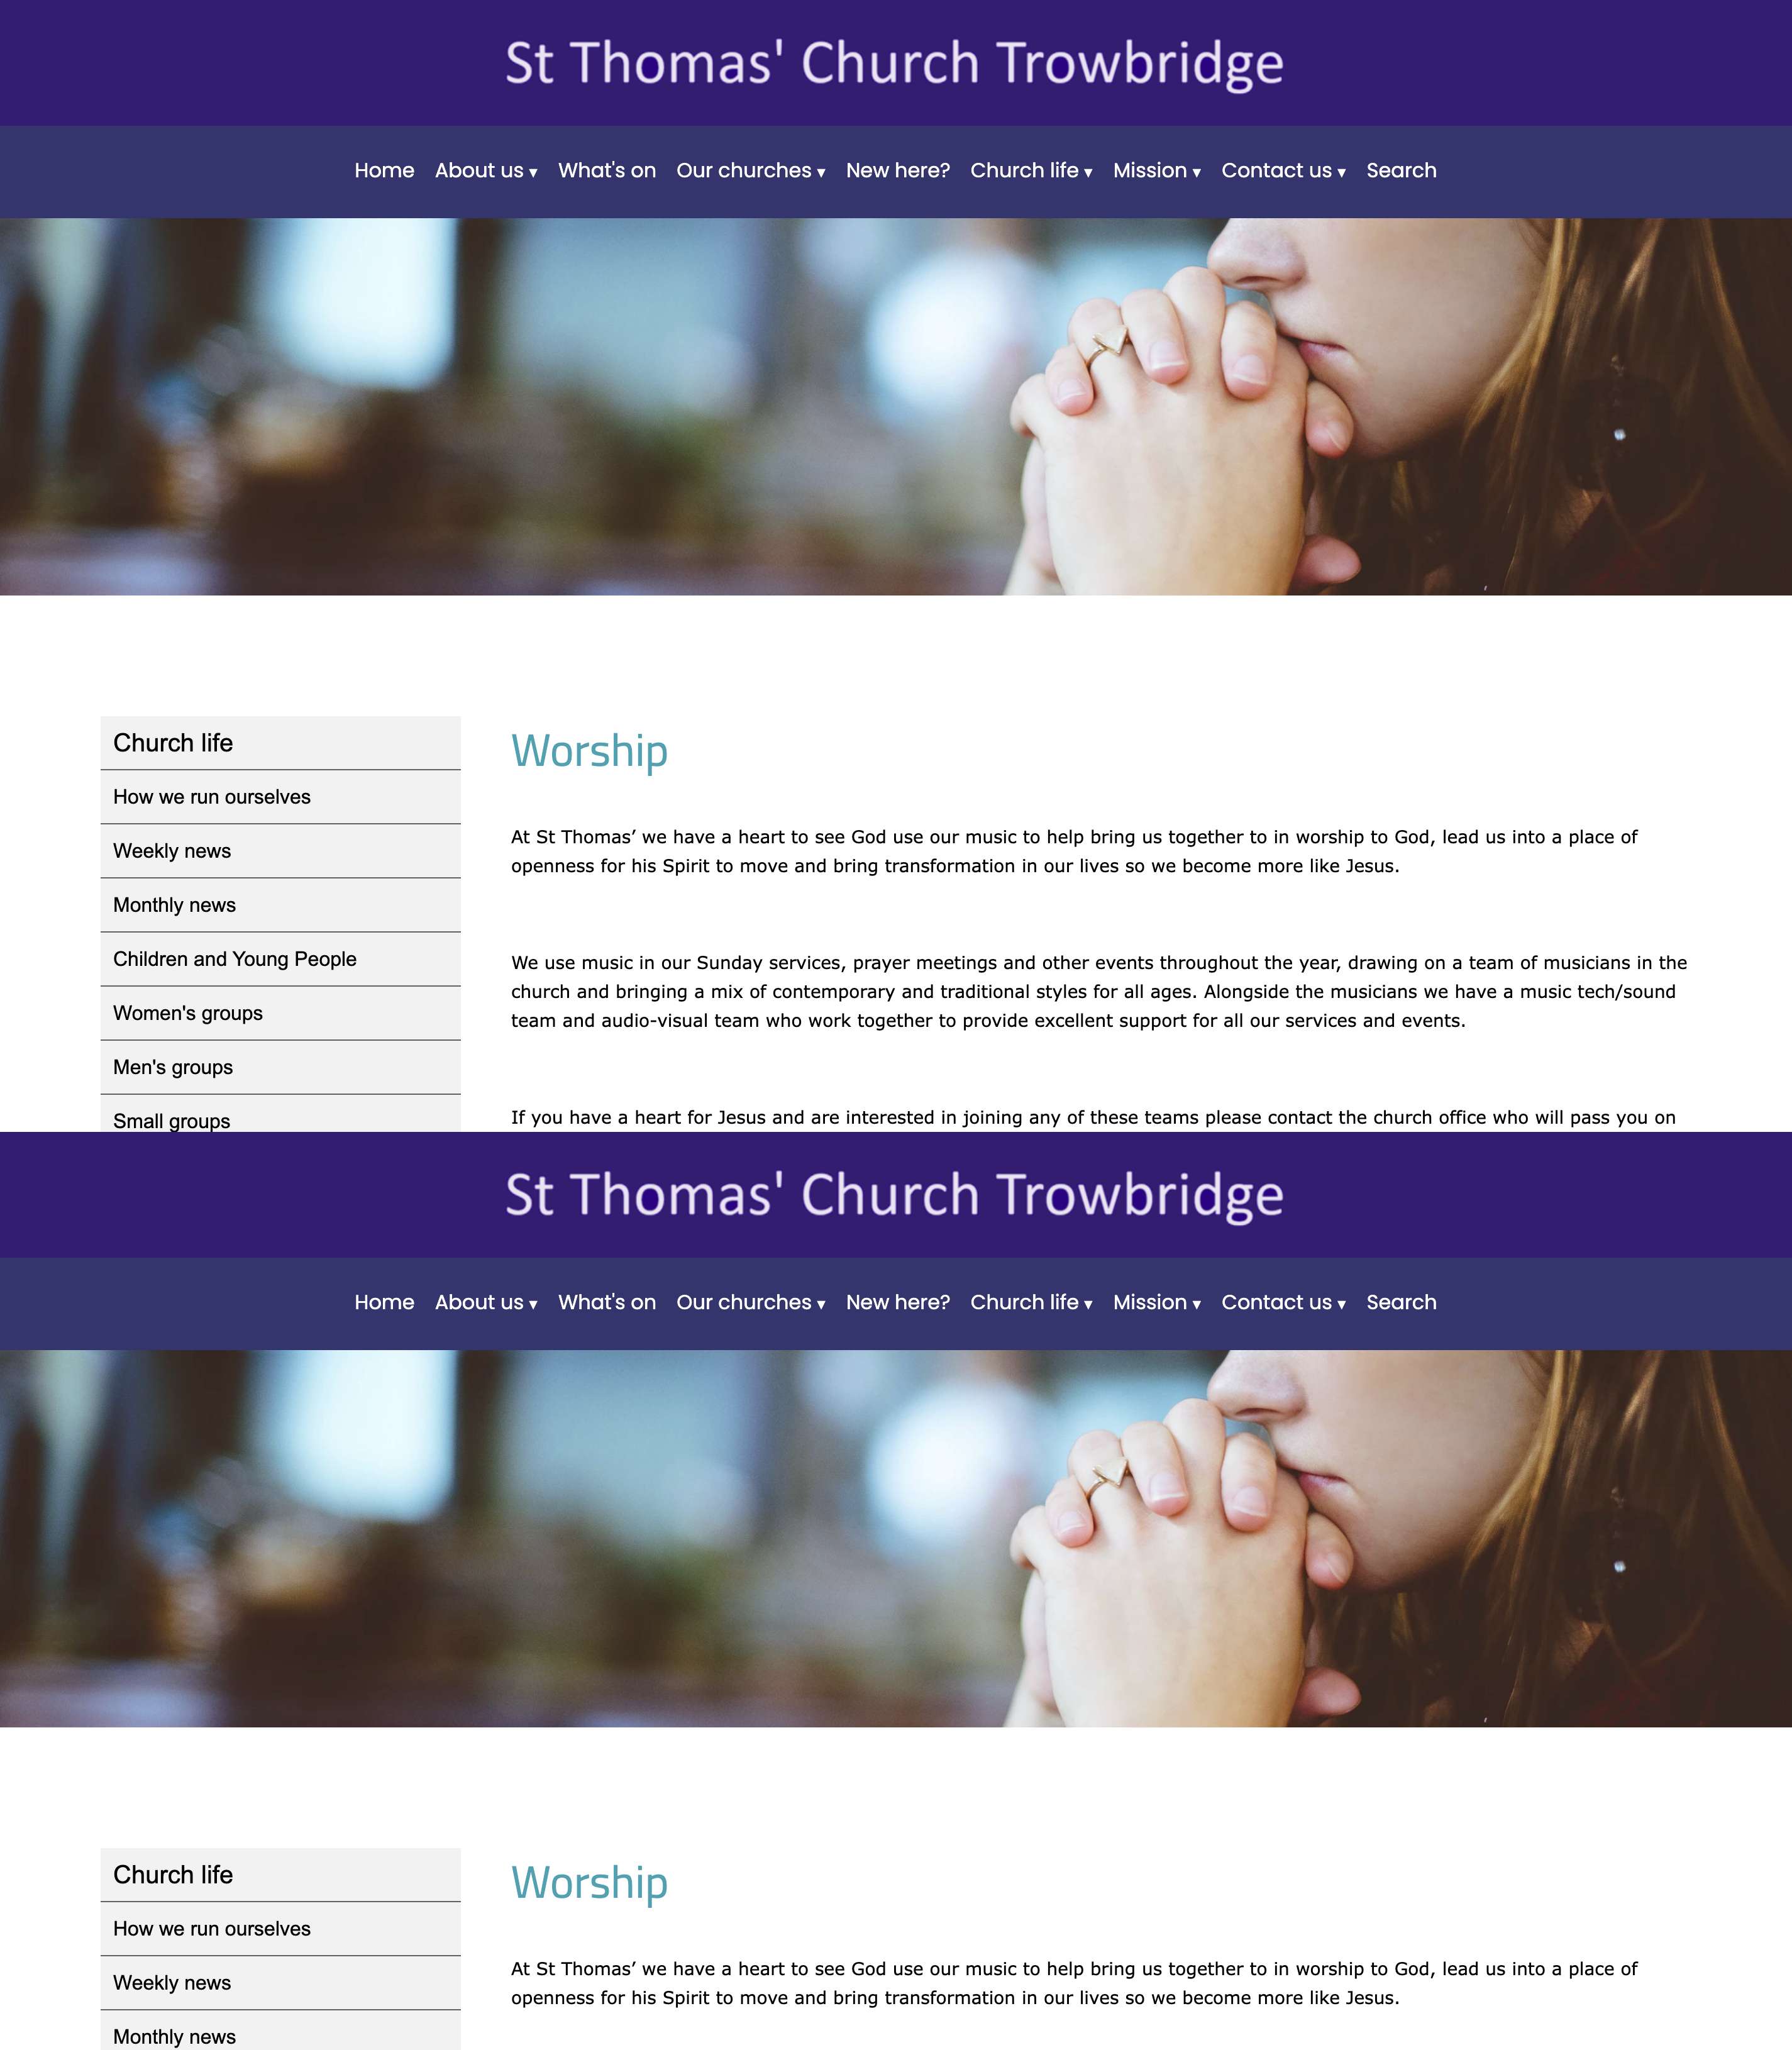 St Thomas' Church Trowbridge
Home About us ▾ What's on Our churches ▾ New here? Church life ▾ Mission ▾ Contact us ▾ Search
Church life
How we run ourselves
Weekly news
Monthly news
Children and Young People
Women's groups
Men's groups
Small groups
Worship
At St Thomas’ we have a heart to see God use our music to help bring us together to in worship to God, lead us into a place of
openness for his Spirit to move and bring transformation in our lives so we become more like Jesus.
We use music in our Sunday services, prayer meetings and other events throughout the year, drawing on a team of musicians in the
church and bringing a mix of contemporary and traditional styles for all ages. Alongside the musicians we have a music tech/sound
team and audio-visual team who work together to provide excellent support for all our services and events.
If you have a heart for Jesus and are interested in joining any of these teams please contact the church office who will pass you on
St Thomas' Church Trowbridge
Home About us ▾ What's on Our churches ▾ New here? Church life ▾ Mission ▾ Contact us ▾ Search
Church life
How we run ourselves
Weekly news
Monthly news
Worship
At St Thomas’ we have a heart to see God use our music to help bring us together to in worship to God, lead us into a place of
openness for his Spirit to move and bring transformation in our lives so we become more like Jesus.